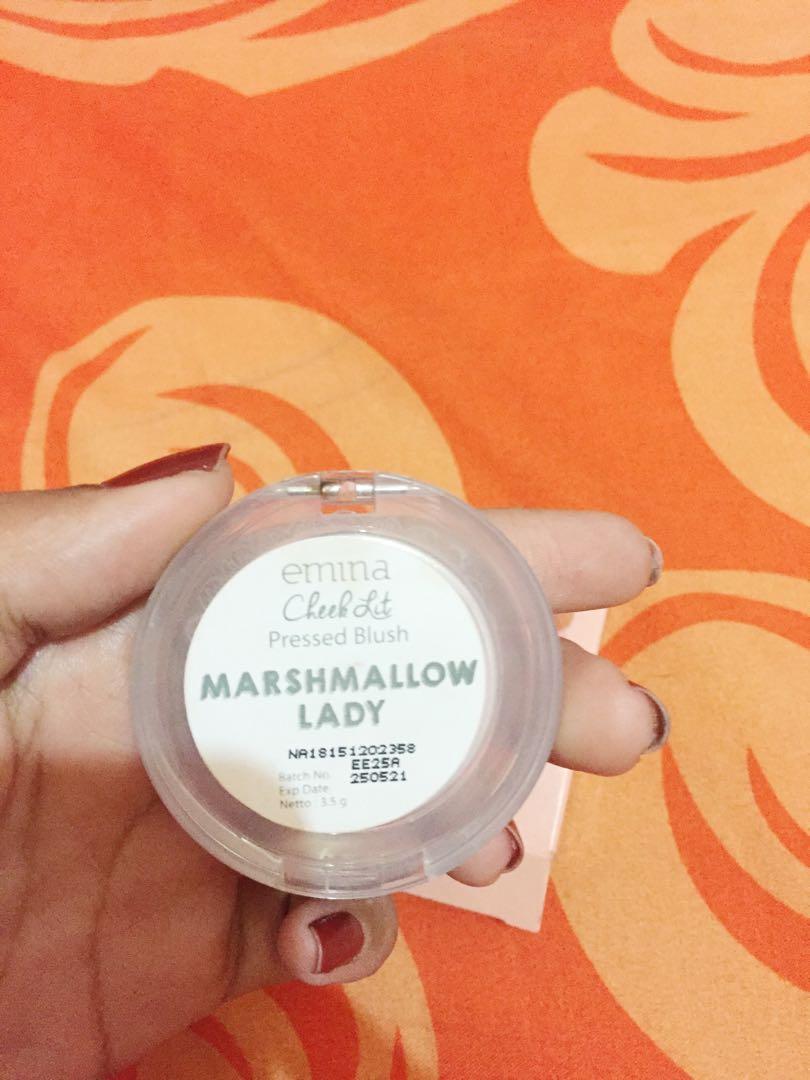 emina
Cheek Lit
Pressed Blush
MARSHMALLOW
LADY
NA18151202358
Batch No. EE25A
Exp Date. 250521
Netto : 3.5 g